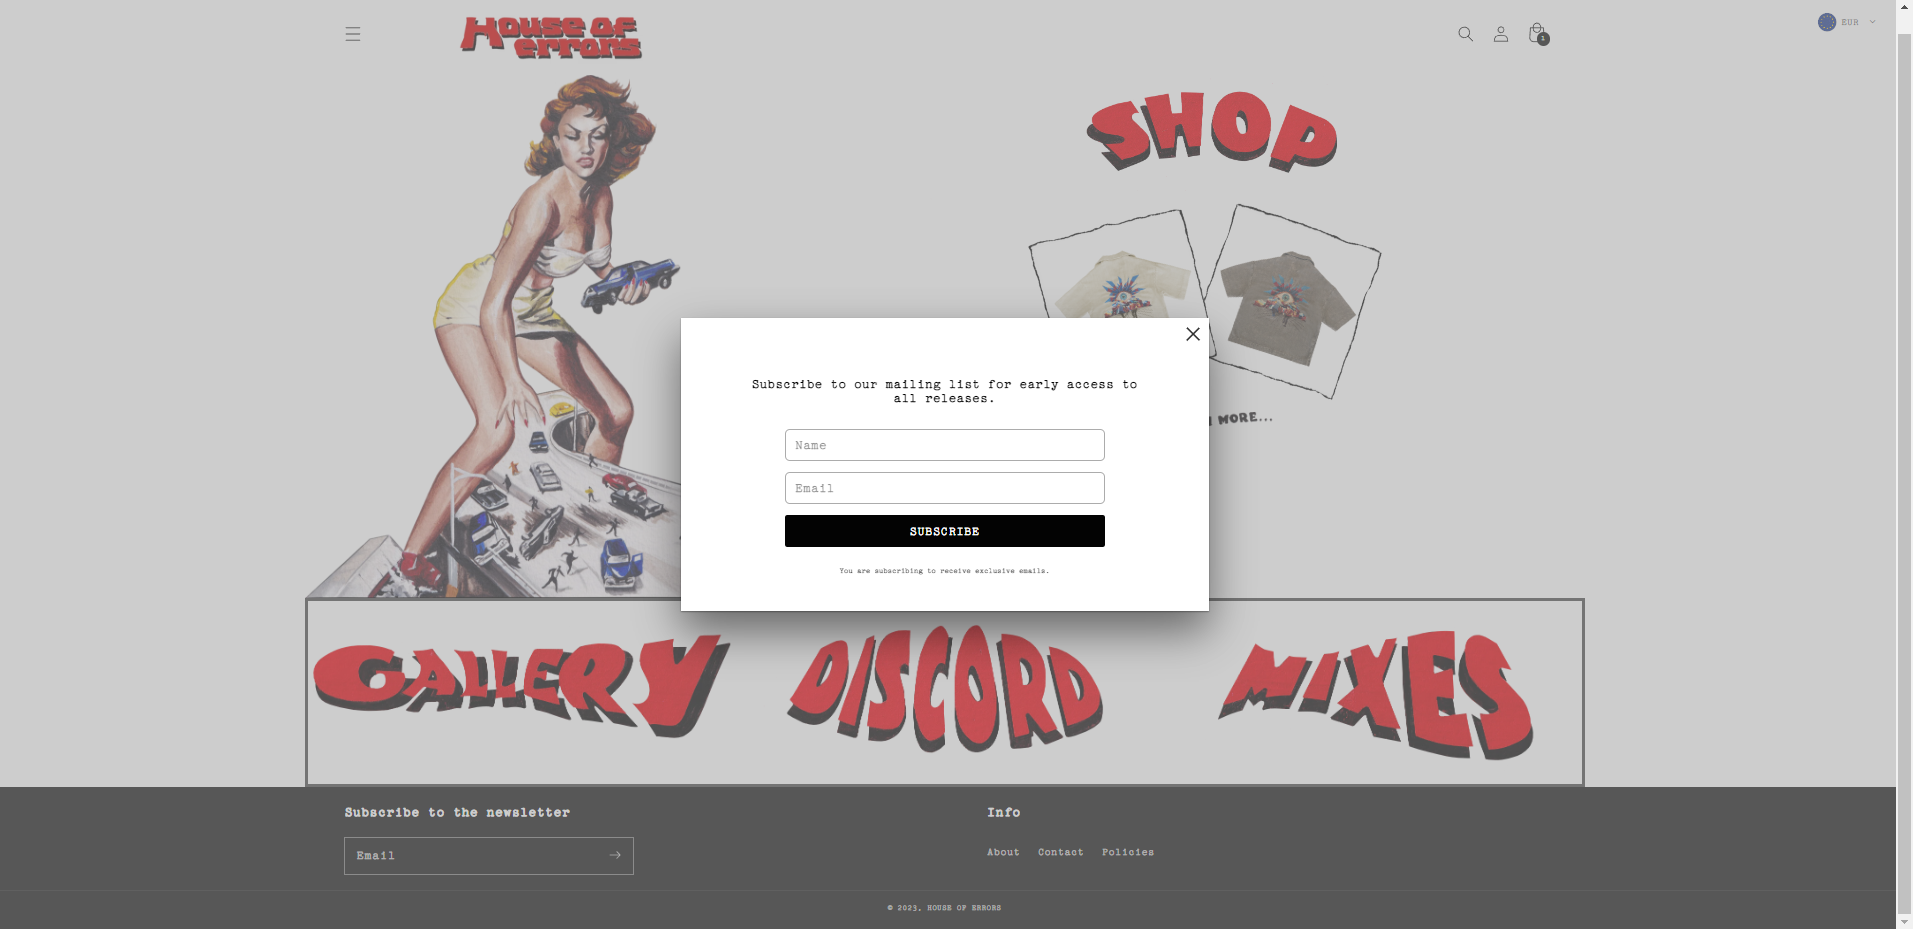 House of
errors
EUR
1
SHOP
MORE...
Subscribe to our mailing list for early access to
all releases.
Name
Email
SUBSCRIBE
You are subscribing to receive exclusive emails.
GALLERY
DISCORD
MIXES
Subscribe to the newsletter
Info
Email
About
Contact
Policies
© 2023, HOUSE OF ERRORS